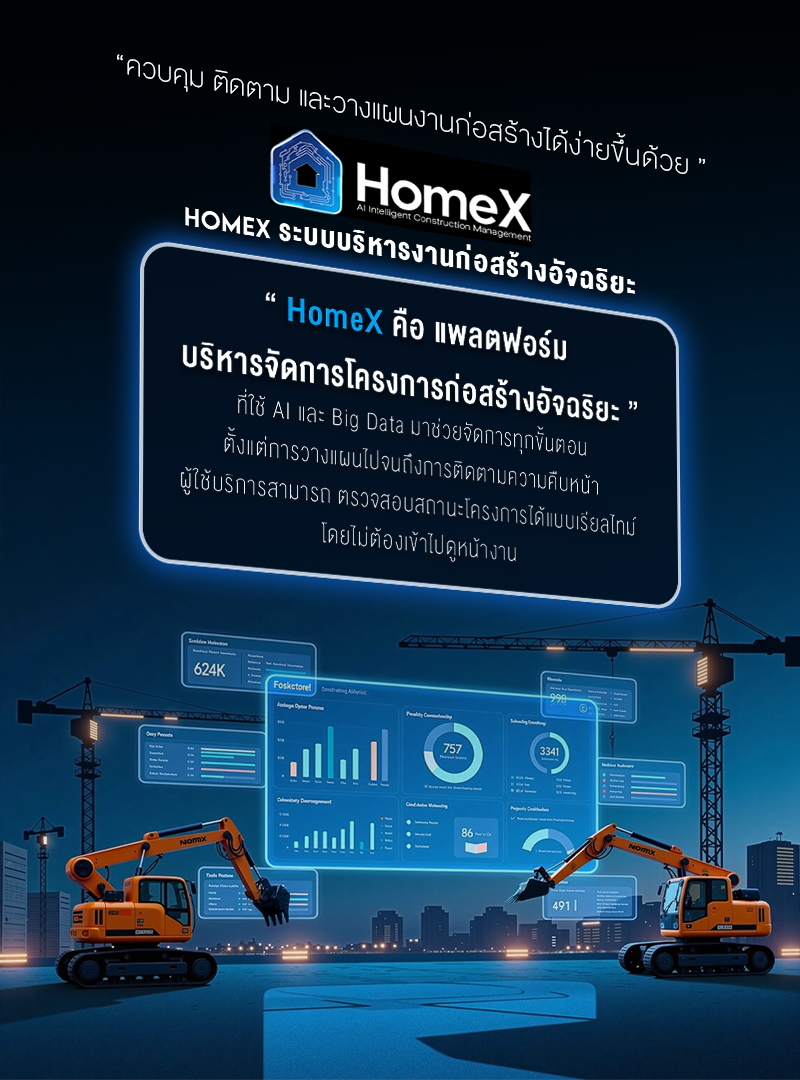 “ควบคุม ติดตาม และวางแผนงานก่อสร้างได้ง่ายขึ้นด้วย ”
HomeX
AI Intelligent Construction Management
HOMEX ระบบบริหารงานก่อสร้างอัจฉริยะ
“ HomeX คือ แพลตฟอร์ม
บริหารจัดการโครงการก่อสร้างอัจฉริยะ ”
ที่ใช้ AI และ Big Data มาช่วยจัดการทุกขั้นตอน
ตั้งแต่การวางแผนไปจนถึงการติดตามความคืบหน้า
ผู้ใช้บริการสามารถ ตรวจสอบสถานะโครงการได้แบบเรียลไทม์
โดยไม่ต้องเข้าไปดูหน้างาน
624K
998
Foskctore!
757
3341
86
491